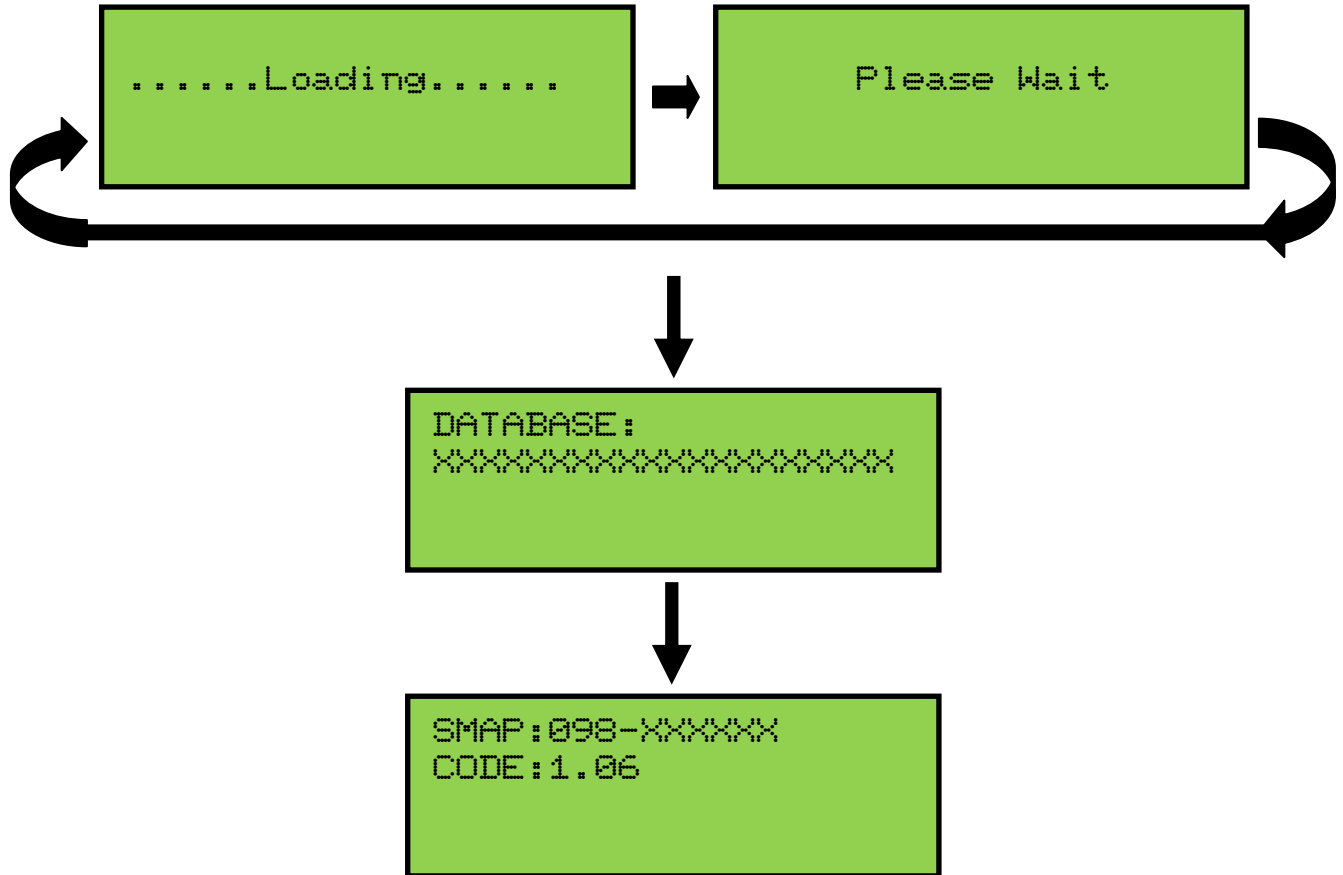 ......Loading......
Please Wait
DATABASE:
XXXXXXXXXXXXXXXXXXXX
SMAP:098-XXXXXX
CODE:1.06